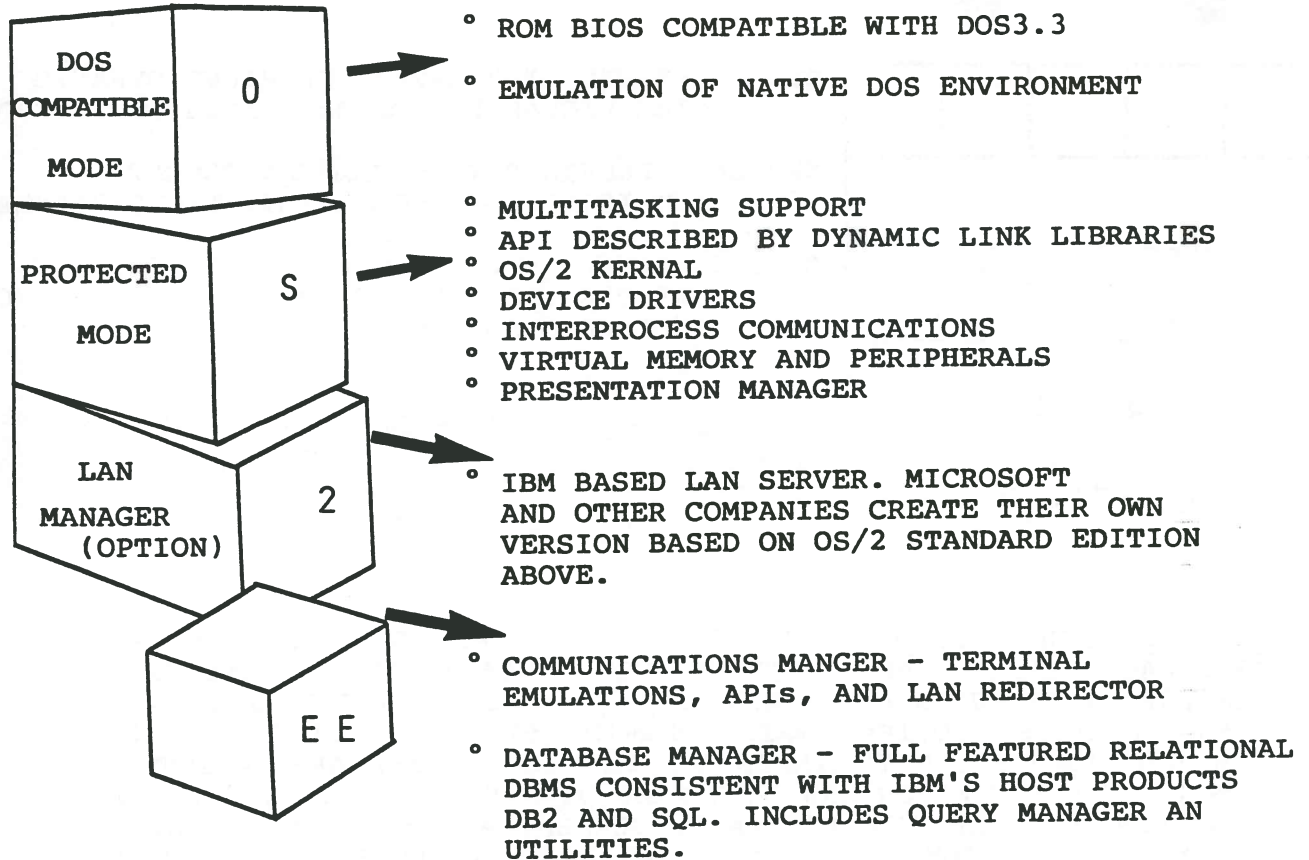 DOS
COMPATIBLE
MODE
O
° ROM BIOS COMPATIBLE WITH DOS3.3
° EMULATION OF NATIVE DOS ENVIRONMENT
PROTECTED
MODE
S
° MULTITASKING SUPPORT
° API DESCRIBED BY DYNAMIC LINK LIBRARIES
° OS/2 KERNAL
° DEVICE DRIVERS
° INTERPROCESS COMMUNICATIONS
° VIRTUAL MEMORY AND PERIPHERALS
° PRESENTATION MANAGER
LAN
MANAGER
(OPTION)
2
° IBM BASED LAN SERVER. MICROSOFT
AND OTHER COMPANIES CREATE THEIR OWN
VERSION BASED ON OS/2 STANDARD EDITION
ABOVE.
E E
° COMMUNICATIONS MANGER - TERMINAL
EMULATIONS, APIs, AND LAN REDIRECTOR
° DATABASE MANAGER - FULL FEATURED RELATIONAL
DBMS CONSISTENT WITH IBM'S HOST PRODUCTS
DB2 AND SQL. INCLUDES QUERY MANAGER AN
UTILITIES.